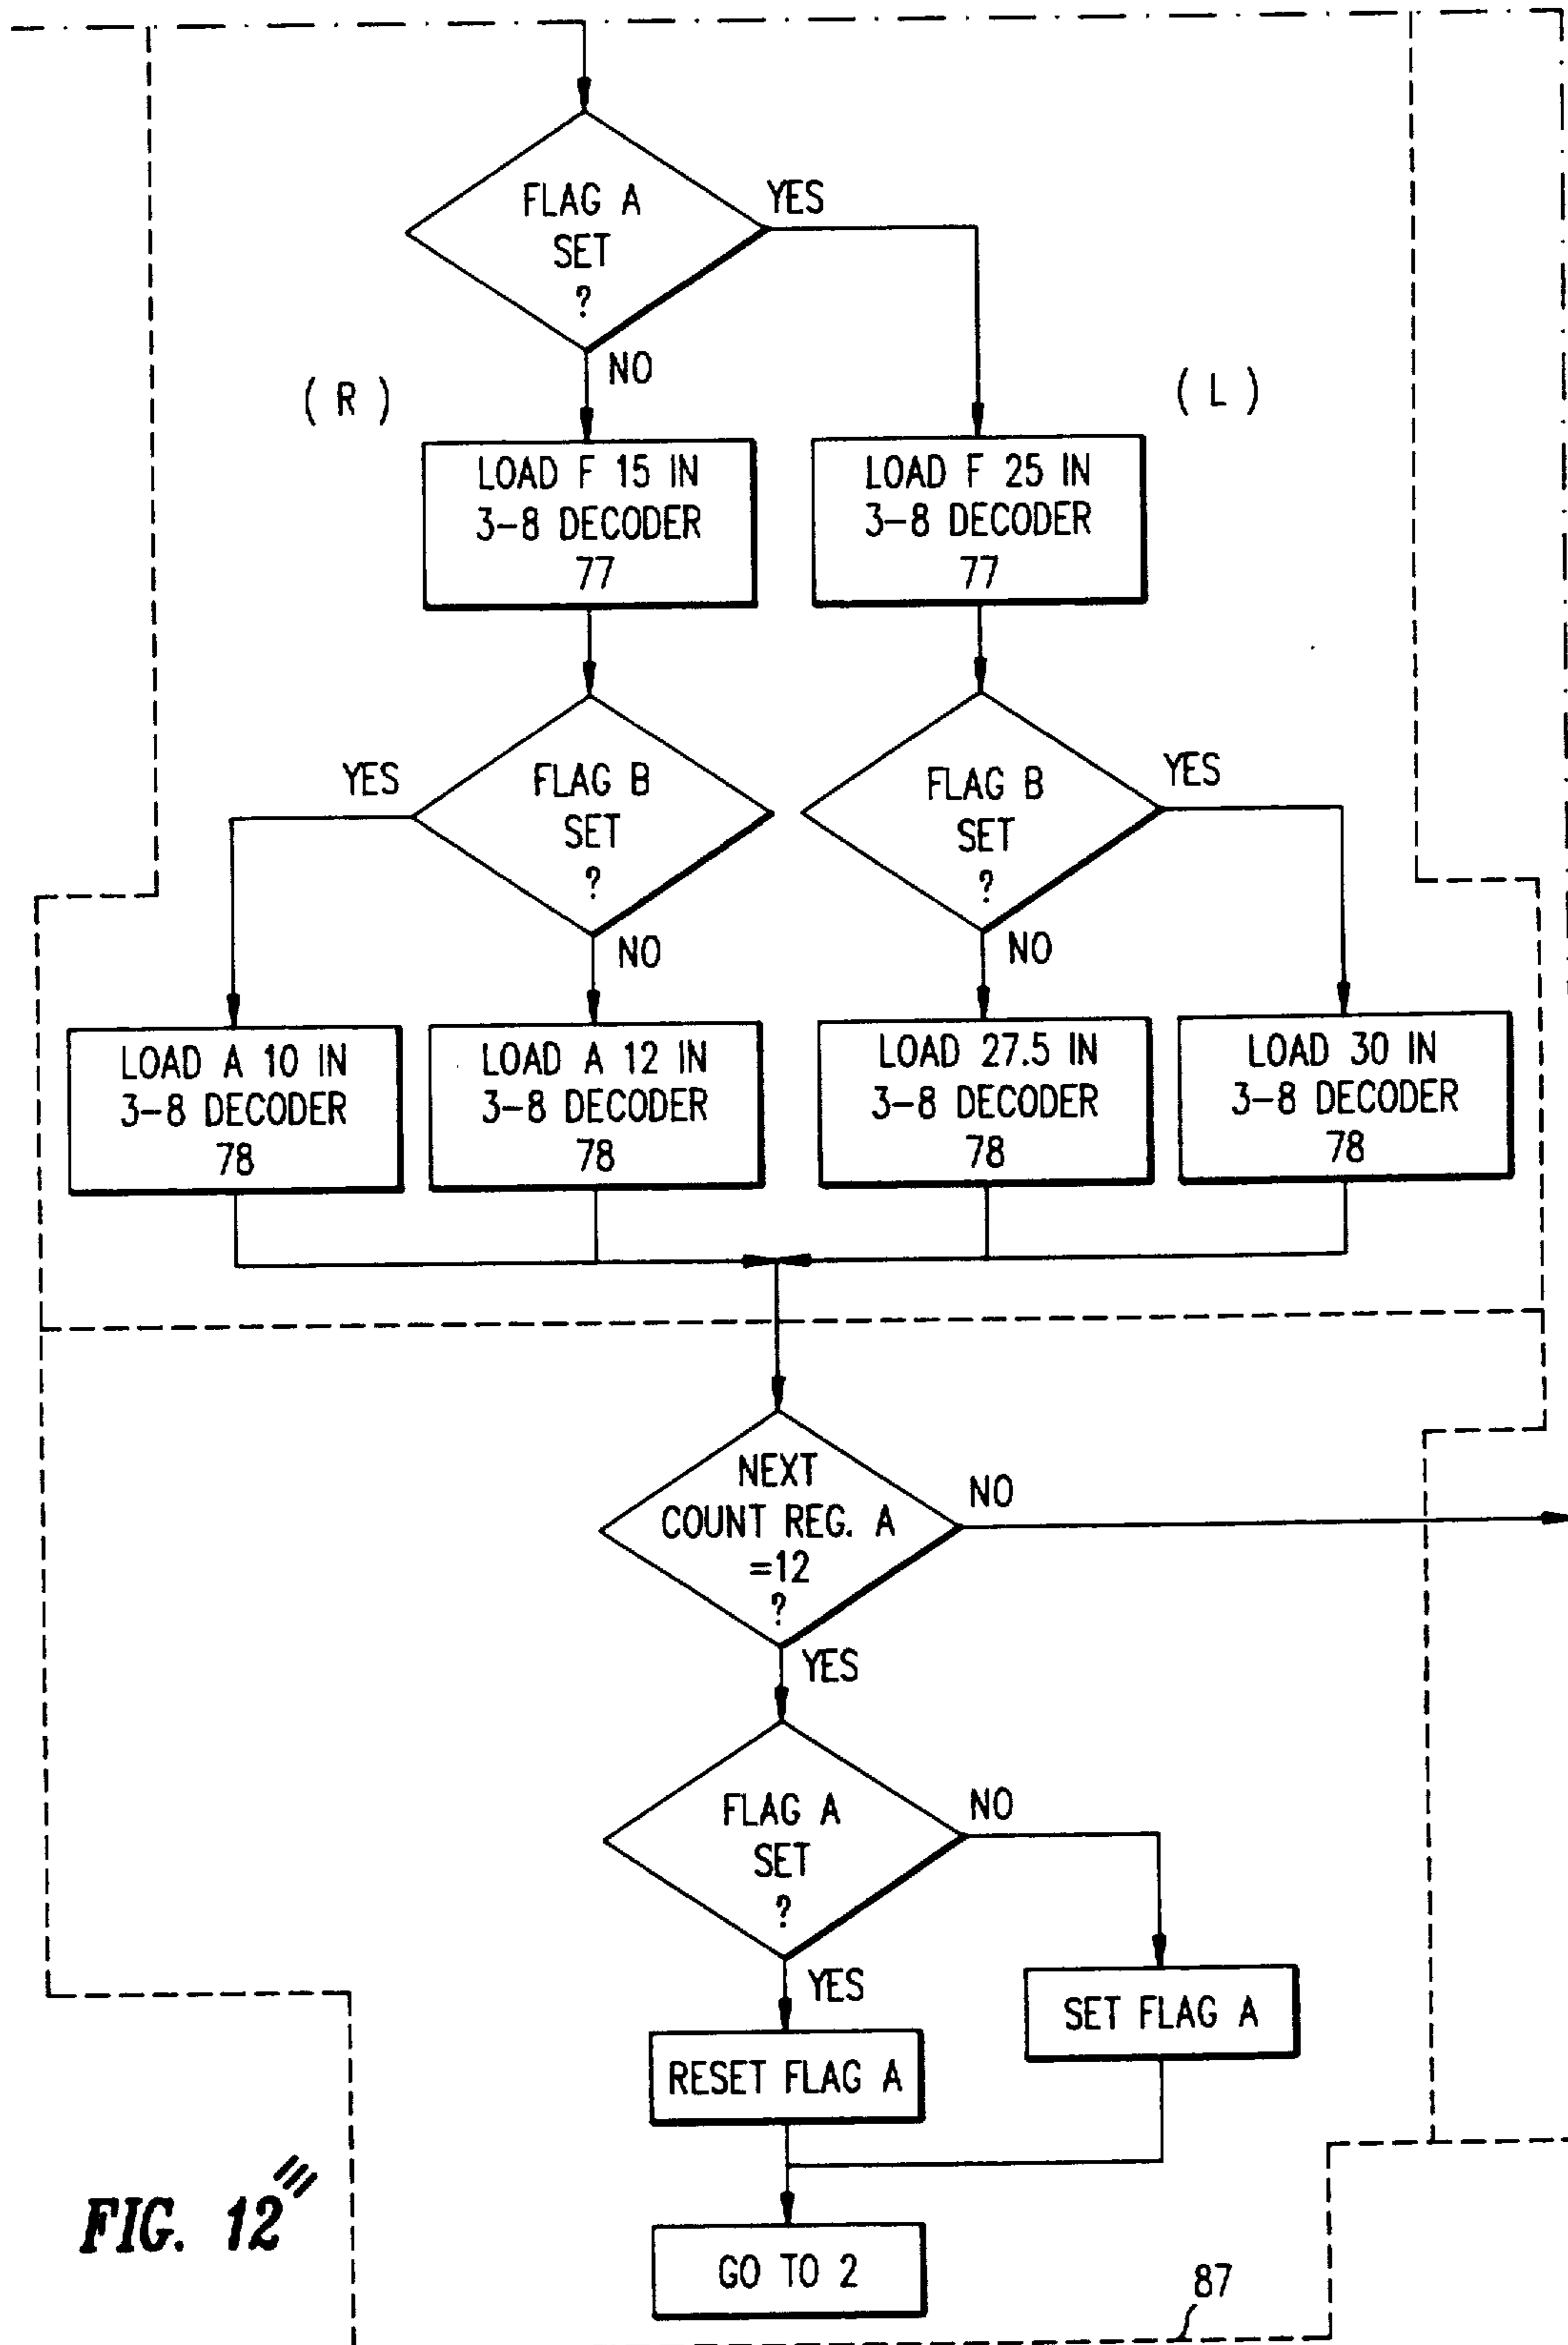 FLAG A
SET
?
YES
NO
( R )
( L )
LOAD F 15 IN
3-8 DECODER
77
LOAD F 25 IN
3-8 DECODER
77
YES
FLAG B
SET
?
NO
FLAG B
SET
?
YES
NO
LOAD A 10 IN
3-8 DECODER
78
LOAD A 12 IN
3-8 DECODER
78
LOAD 27.5 IN
3-8 DECODER
78
LOAD 30 IN
3-8 DECODER
78
NEXT
COUNT REG. A
=12
?
NO
YES
FLAG A
SET
?
NO
YES
SET FLAG A
RESET FLAG A
GO TO 2
87
FIG. 12'''